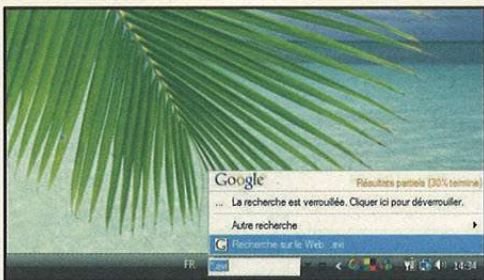 Google
Résultats partiels (30% terminé)
... La recherche est verrouillée. Cliquer ici pour déverrouiller.
Autre recherche
Recherche sur le Web: .exe
FR
14:34